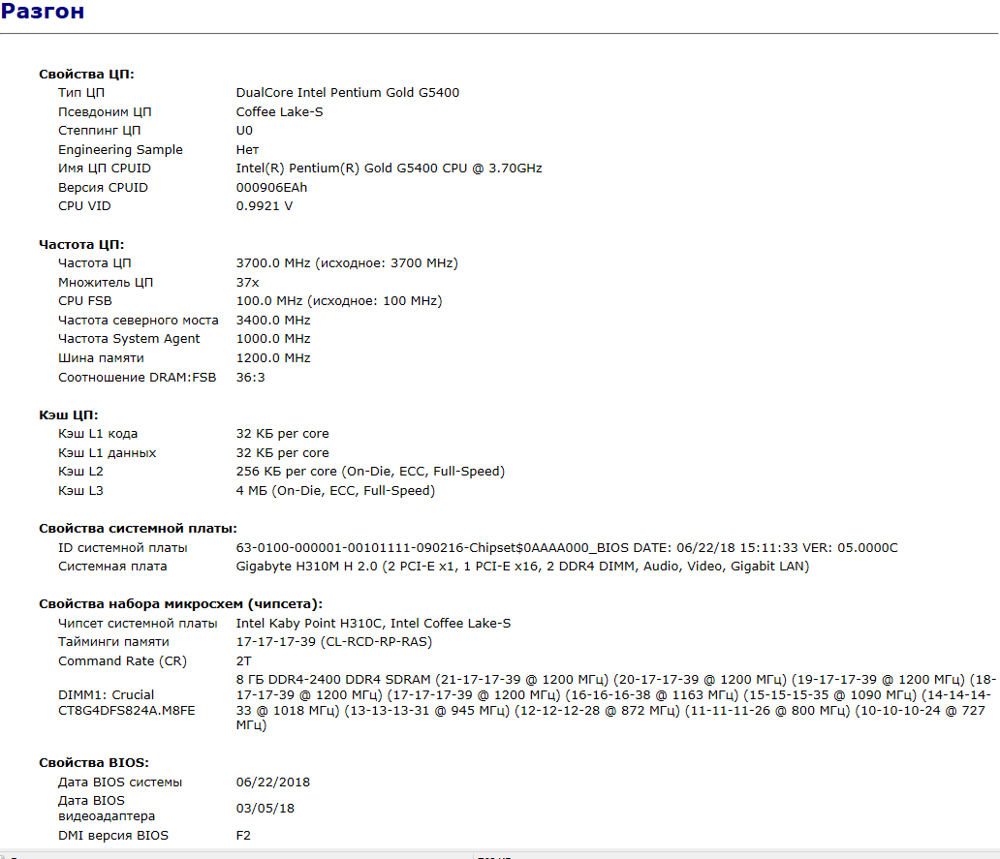 Разгон
Свойства ЦП:
Тип ЦП DualCore Intel Pentium Gold G5400
Псевдоним ЦП Coffee Lake-S
Степпинг ЦП U0
Engineering Sample Нет
Имя ЦП CPUID Intel(R) Pentium(R) Gold G5400 CPU @ 3.70GHz
Версия CPUID 000906EAh
CPU VID 0.9921 V
Частота ЦП:
Частота ЦП 3700.0 MHz (исходное: 3700 MHz)
Множитель ЦП 37x
CPU FSB 100.0 MHz (исходное: 100 MHz)
Частота северного моста 3400.0 MHz
Частота System Agent 1000.0 MHz
Шина памяти 1200.0 MHz
Соотношение DRAM:FSB 36:3
Кэш ЦП:
Кэш L1 кода 32 КБ per core
Кэш L1 данных 32 КБ per core
Кэш L2 256 КБ per core (On-Die, ECC, Full-Speed)
Кэш L3 4 МБ (On-Die, ECC, Full-Speed)
Свойства системной платы:
ID системной платы 63-0100-000001-00101111-090216-Chipset$0AAAA000_BIOS DATE: 06/22/18 15:11:33 VER: 05.0000C
Системная плата Gigabyte H310M H 2.0 (2 PCI-E x1, 1 PCI-E x16, 2 DDR4 DIMM, Audio, Video, Gigabit LAN)
Свойства набора микросхем (чипсета):
Чипсет системной платы Intel Kaby Point H310C, Intel Coffee Lake-S
Тайминги памяти 17-17-17-39 (CL-RCD-RP-RAS)
Command Rate (CR) 2T
DIMM1: Crucial
CT8G4DFS824A.M8FE
8 ГБ DDR4-2400 DDR4 SDRAM (21-17-17-39 @ 1200 МГц) (20-17-17-39 @ 1200 МГц) (19-17-17-39 @ 1200 МГц) (18-
17-17-39 @ 1200 МГц) (17-17-17-39 @ 1200 МГц) (16-16-16-38 @ 1163 МГц) (15-15-15-35 @ 1090 МГц) (14-14-14-
33 @ 1018 МГц) (13-13-13-31 @ 945 МГц) (12-12-12-28 @ 872 МГц) (11-11-11-26 @ 800 МГц) (10-10-10-24 @ 727
МГц)
Свойства BIOS:
Дата BIOS системы 06/22/2018
Дата BIOS
видеоадаптера 03/05/18
DMI версия BIOS F2